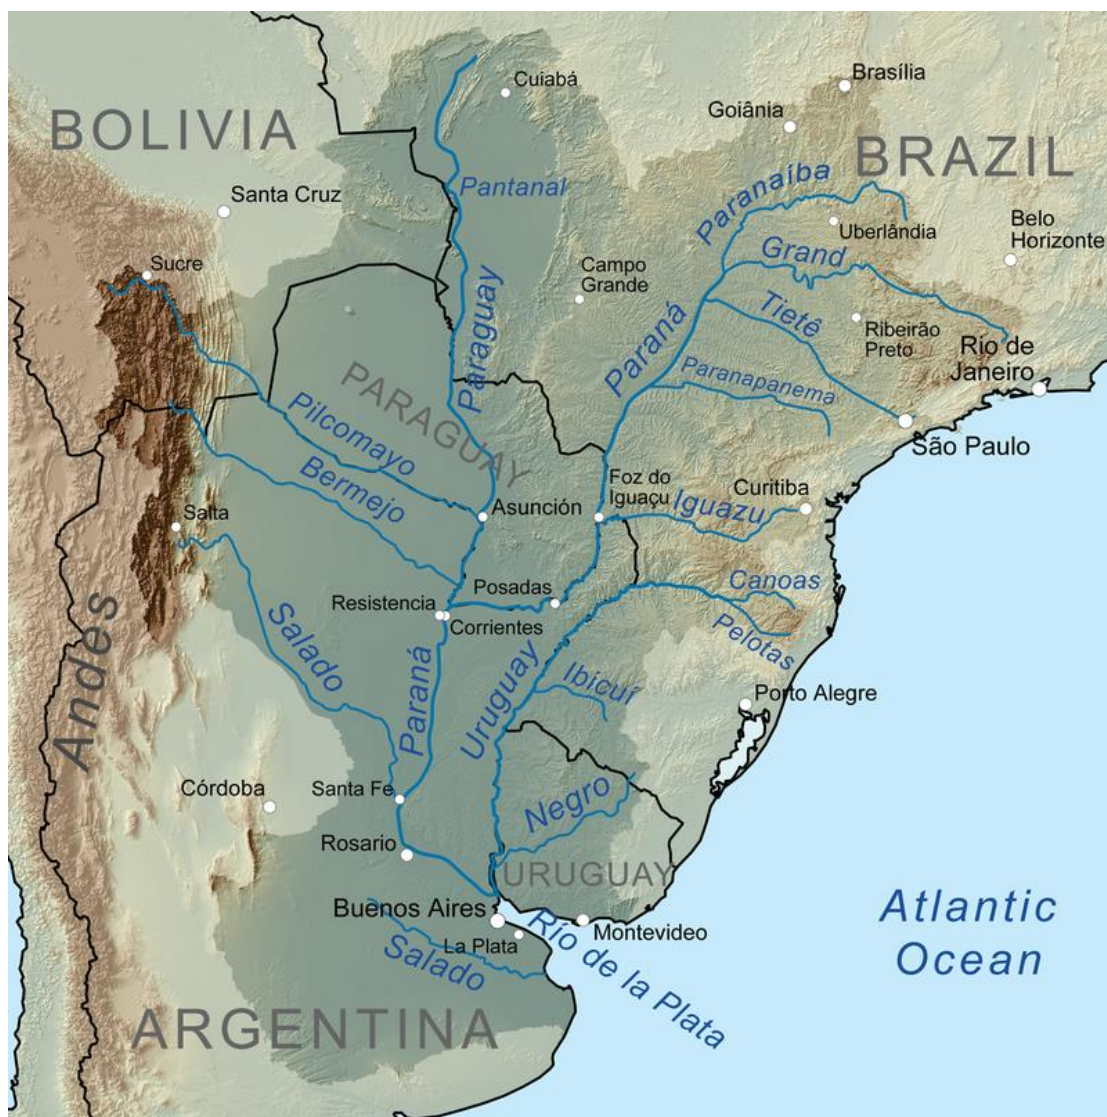 Cuiabá
Brasília
Goiânia
BOLIVIA
BRAZIL
Pantanal
Paranaíba
Santa Cruz
Uberlândia
Belo
Horizonte
Grand
Sucre
Campo
Grande
Paraguay
Paraná
Tietê
Ribeirão
Preto
Rio de
Janeiro
PARAGUAY
Paranapanema
Pilcomayo
São Paulo
Bermejo
Foz do
Iguaçu
Iguazu
Curitiba
Salta
Asunción
Posadas
Canoas
Resistencia
Corrientes
Pelotas
Andes
Salado
Paraná
Uruguay
Ibicuí
Porto Alegre
Córdoba
Santa Fe
Negro
Rosario
URUGUAY
Buenos Aires
Montevideo
La Plata
Río de la Plata
Salado
Atlantic
Ocean
ARGENTINA